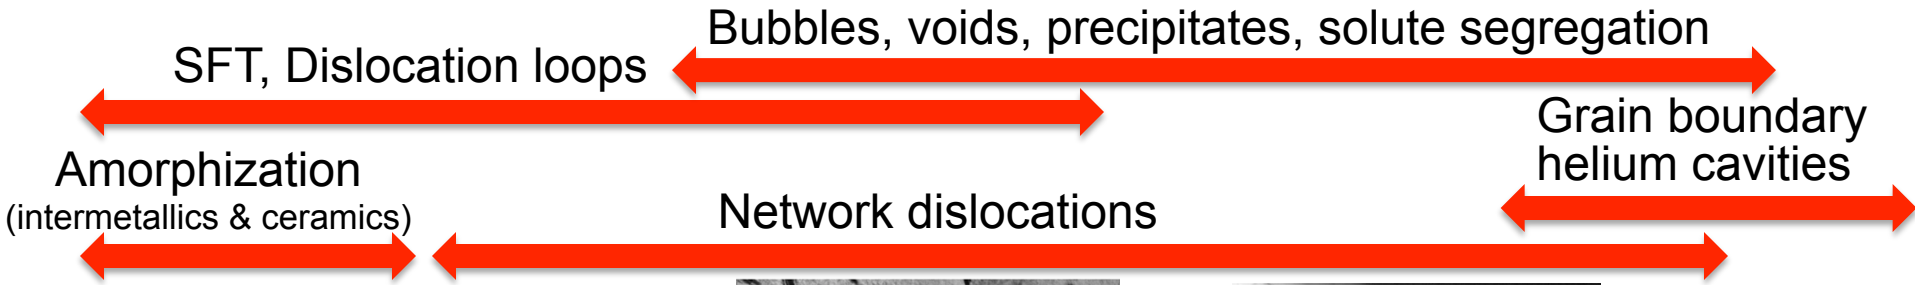 Bubbles, voids, precipitates, solute segregation
SFT, Dislocation loops
Grain boundary
helium cavities
Amorphization
(intermetallics & ceramics)
Network dislocations